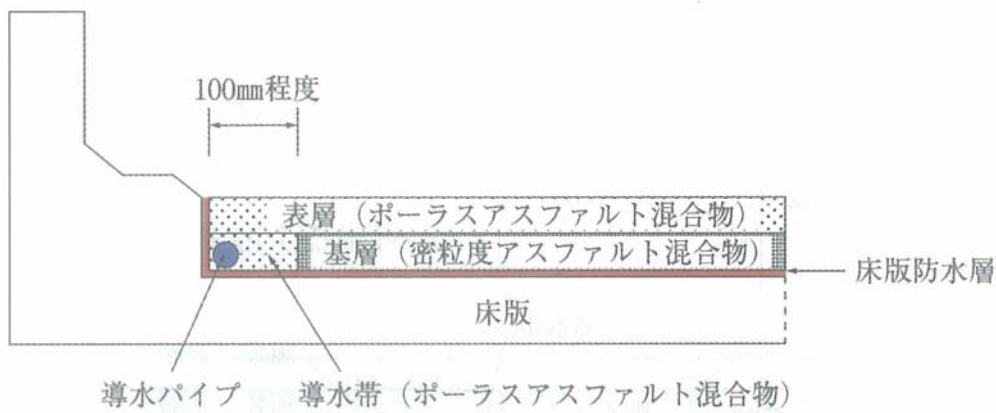 100mm程度
表層（ポーラスアスファルト混合物）
基層（密粒度アスファルト混合物）
床版防水層
床版
導水パイプ
導水帯（ポーラスアスファルト混合物）